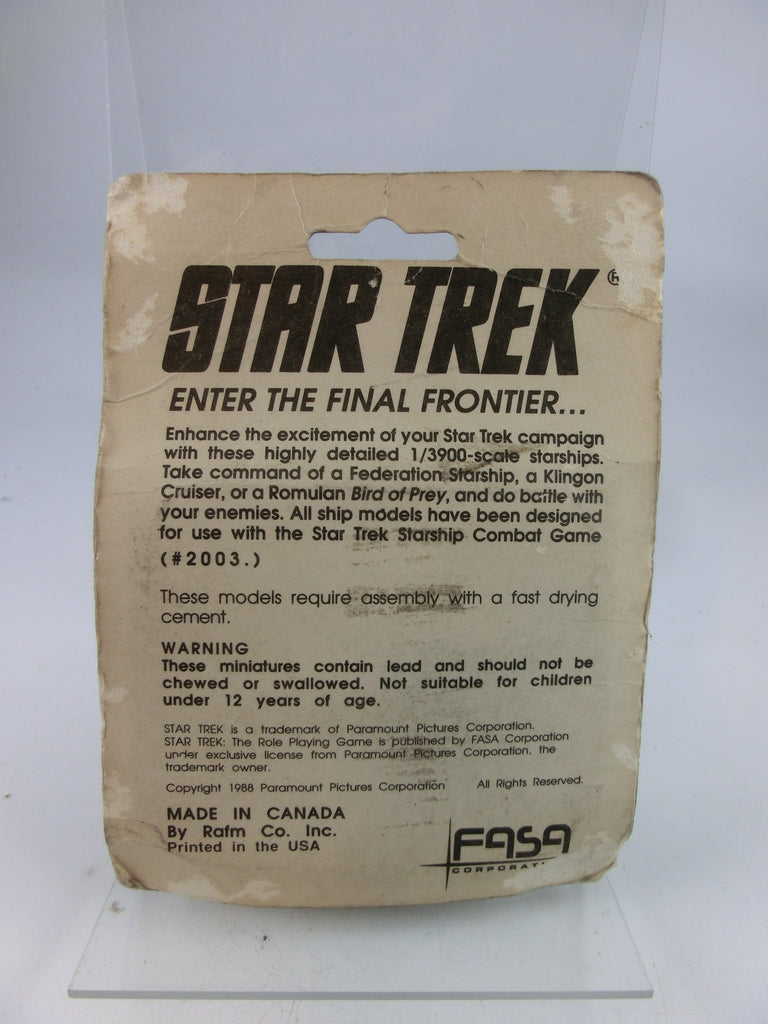 STAR TREK®
ENTER THE FINAL FRONTIER...
Enhance the excitement of your Star Trek campaign
with these highly detailed 1/3900-scale starships.
Take command of a Federation Starship, a Klingon
Cruiser, or a Romulan Bird of Prey, and do battle with
your enemies. All ship models have been designed
for use with the Star Trek Starship Combat Game
(#2003.)
These models require assembly with a fast drying
cement.
WARNING
These miniatures contain lead and should not be
chewed or swallowed. Not suitable for children
under 12 years of age.
STAR TREK is a trademark of Paramount Pictures Corporation.
STAR TREK: The Role Playing Game is published by FASA Corporation
under exclusive license from Paramount Pictures Corporation, the
trademark owner.
Copyright 1988 Paramount Pictures Corporation All Rights Reserved.
MADE IN CANADA
By Rafm Co. Inc.
Printed in the USA
FASA
CORPORAT